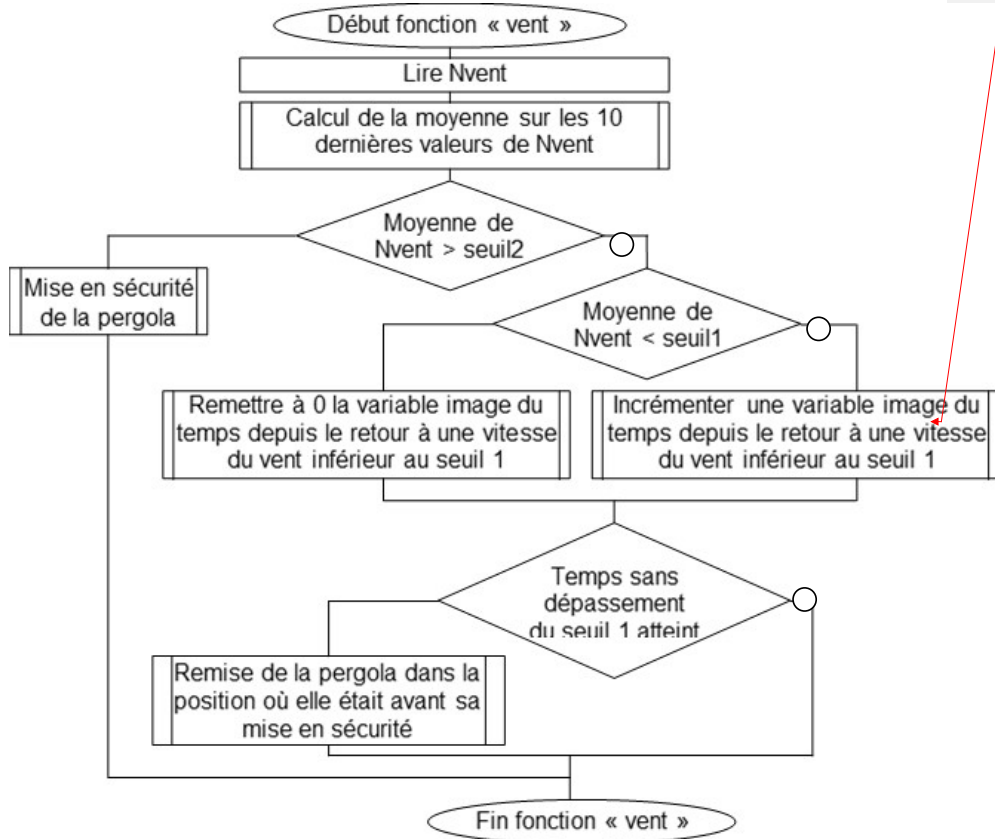 Début fonction « vent »
Lire Nvent
Calcul de la moyenne sur les 10
dernières valeurs de Nvent
Moyenne de
Nvent > seuil2
Mise en sécurité
de la pergola
Moyenne de
Nvent < seuil1
Remettre à 0 la variable image du
temps depuis le retour à une vitesse
du vent inférieur au seuil 1
Incrémenter une variable image du
temps depuis le retour à une vitesse
du vent inférieur au seuil 1
Temps sans
dépassement
du seuil 1 atteint
Remise de la pergola dans la
position où elle était avant sa
mise en sécurité
Fin fonction « vent »